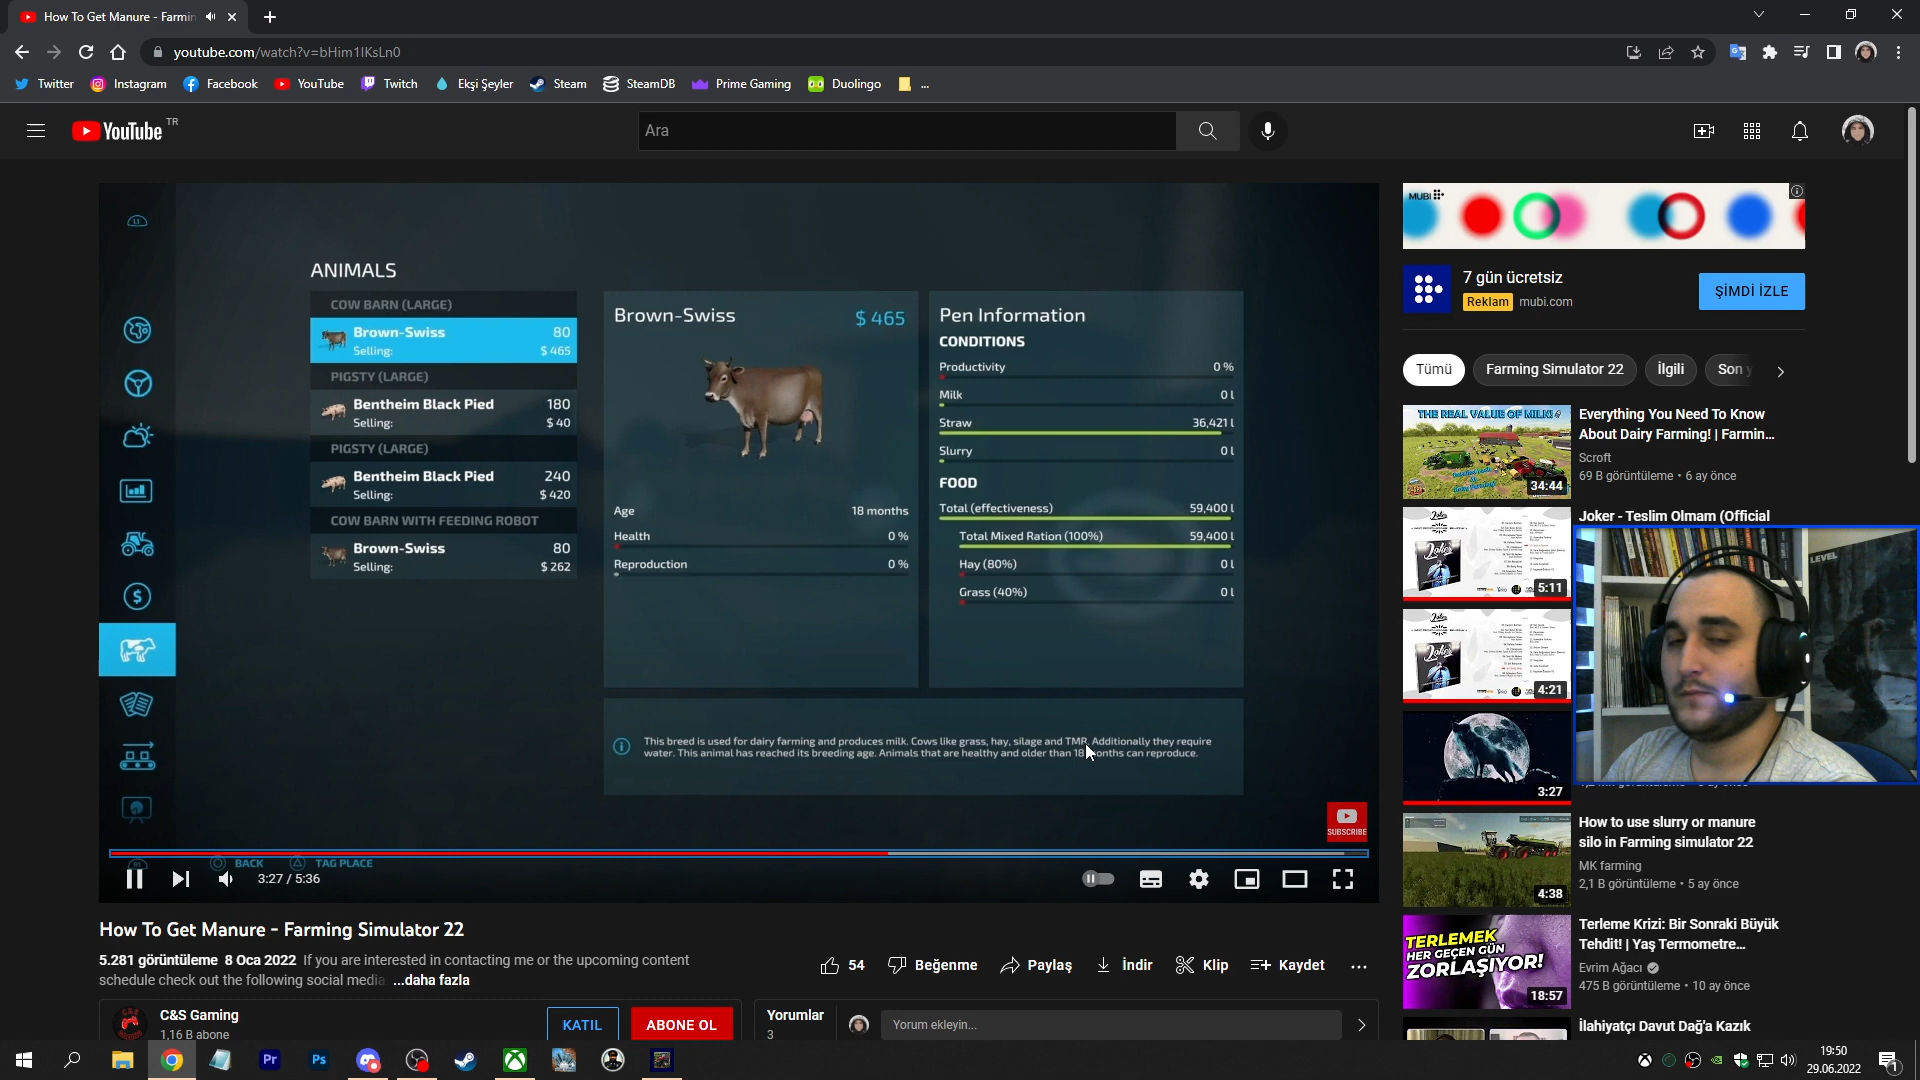 How To Get Manure - Farmin
youtube.com/watch?v=bHim1lKsLn0
Twitter
Instagram
Facebook
YouTube
Twitch
Ekşi Şeyler
Steam
SteamDB
Prime Gaming
Duolingo
...
YouTube TR
Ara
ANIMALS
COW BARN (LARGE)
Brown-Swiss 80
Selling: $ 465
PIGSTY (LARGE)
Bentheim Black Pied 180
Selling: $ 40
PIGSTY (LARGE)
Bentheim Black Pied 240
Selling: $ 420
COW BARN WITH FEEDING ROBOT
Brown-Swiss 80
Selling: $ 262
Brown-Swiss $ 465
Age 18 months
Health 0 %
Reproduction 0 %
Pen Information
CONDITIONS
Productivity 0 %
Milk 0 l
Straw 36,421 l
Slurry 0 l
FOOD
Total (effectiveness) 59,400 l
Total Mixed Ration (100%) 59,400 l
Hay (80%) 0 l
Grass (40%) 0 l
This breed is used for dairy farming and produces milk. Cows like grass, hay, silage and TMR. Additionally they require
water. This animal has reached its breeding age. Animals that are healthy and older than 18 months can reproduce.
SUBSCRIBE
BACK
TAG PLACE
3:27 / 5:36
How To Get Manure - Farming Simulator 22
5.281 görüntüleme 8 Oca 2022 If you are interested in contacting me or the upcoming content
schedule check out the following social media ...daha fazla
54
Beğenme
Paylaş
İndir
Klip
Kaydet
C&S Gaming
1,16 B abone
KATIL
ABONE OL
Yorumlar
3
Yorum ekleyin...
MUBI
7 gün ücretsiz
Reklam mubi.com
ŞİMDİ İZLE
Tümü
Farming Simulator 22
İlgili
Son y
THE REAL VALUE OF MILK!
34:44
Everything You Need To Know
About Dairy Farming! | Farmin...
Scroft
69 B görüntüleme • 6 ay önce
Joker - Teslim Olmam (Official
Joker
5:11
LEVEL
Joker
4:21
3:27
4:38
How to use slurry or manure
silo in Farming simulator 22
MK farming
2,1 B görüntüleme • 5 ay önce
TERLEMEK
HER GEÇEN GÜN
ZORLAŞIYOR!
18:57
Terleme Krizi: Bir Sonraki Büyük
Tehdit! | Yaş Termometre...
Evrim Ağacı
475 B görüntüleme • 10 ay önce
İlahiyatçı Davut Dağ'a Kazık
Pr
Ps
19:50
29.06.2022
1